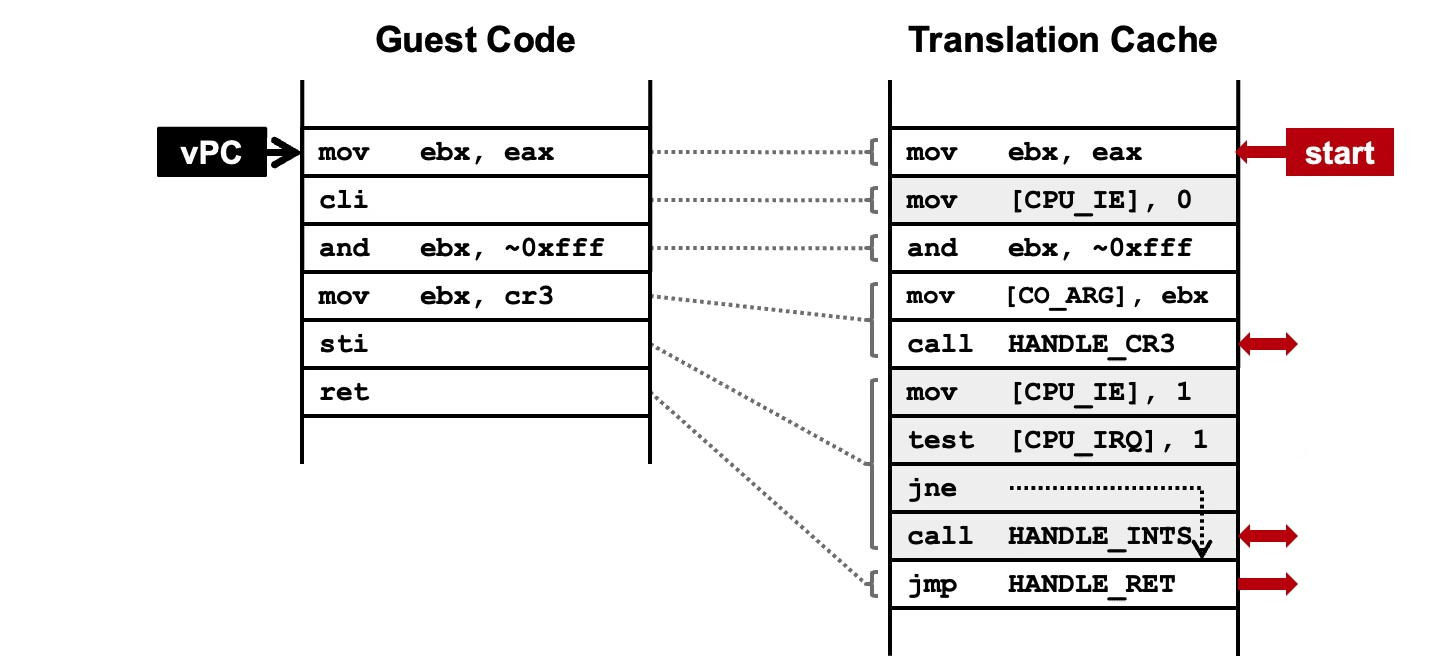 Guest Code
Translation Cache
vPC
mov ebx, eax
cli
and ebx, ~0xfff
mov ebx, cr3
sti
ret
mov ebx, eax
mov [CPU_IE], 0
and ebx, ~0xfff
mov [CO_ARG], ebx
call HANDLE_CR3
mov [CPU_IE], 1
test [CPU_IRQ], 1
jne
call HANDLE_INTS
jmp HANDLE_RET
start